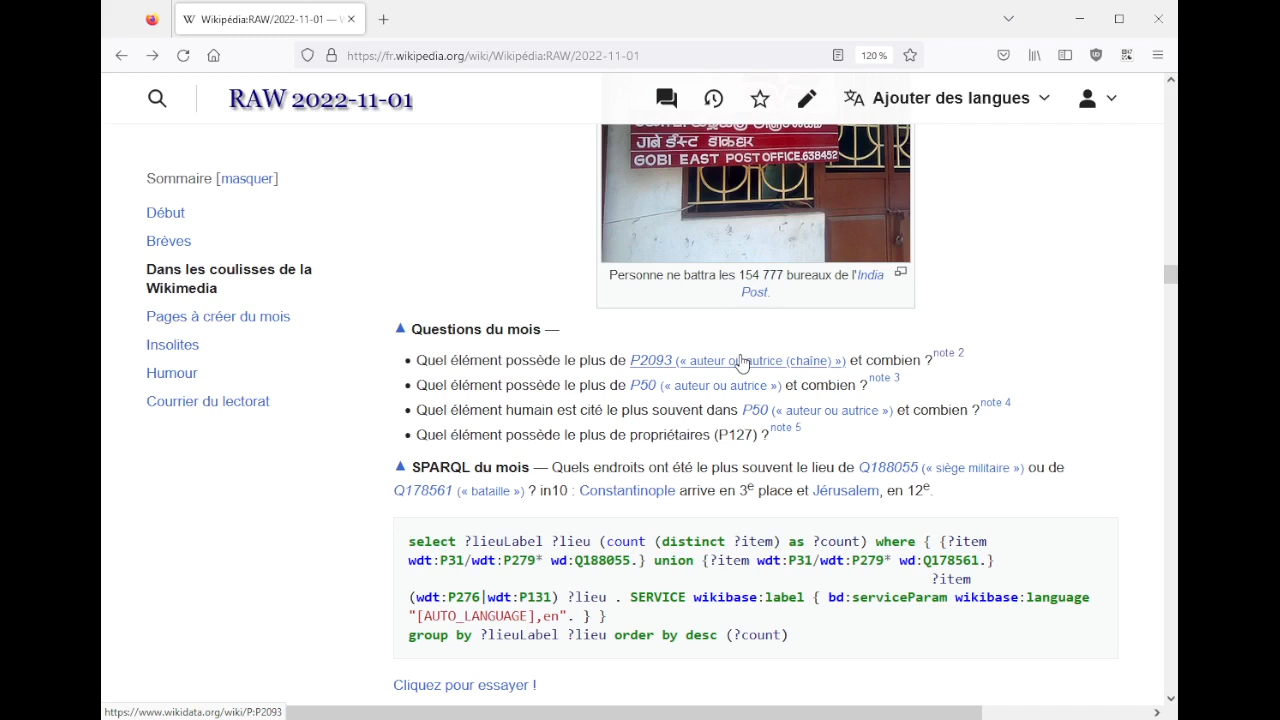 Wikipédia:RAW/2022-11-01 —
https://fr.wikipedia.org/wiki/Wikipédia:RAW/2022-11-01
120 %
RAW 2022-11-01
Ajouter des langues
जोबे ईस्ट डाकघर
GOBI EAST POST OFFICE.638452
Personne ne battra les 154 777 bureaux de l'India
Post.
Sommaire [masquer]
Début
Brèves
Dans les coulisses de la
Wikimedia
Pages à créer du mois
Insolites
Humour
Courrier du lectorat
▲ Questions du mois —
• Quel élément possède le plus de P2093 (« auteur ou autrice (chaîne) ») et combien ? note 2
• Quel élément possède le plus de P50 (« auteur ou autrice ») et combien ? note 3
• Quel élément humain est cité le plus souvent dans P50 (« auteur ou autrice ») et combien ? note 4
• Quel élément possède le plus de propriétaires (P127) ? note 5
▲ SPARQL du mois — Quels endroits ont été le plus souvent le lieu de Q188055 (« siège militaire ») ou de
Q178561 (« bataille ») ? in10 : Constantinople arrive en 3e place et Jérusalem, en 12e.
select ?lieuLabel ?lieu (count (distinct ?item) as ?count) where { {?item
wdt:P31/wdt:P279* wd:Q188055.} union {?item wdt:P31/wdt:P279* wd:Q178561.}
?item
(wdt:P276|wdt:P131) ?lieu . SERVICE wikibase:label { bd:serviceParam wikibase:language
"[AUTO_LANGUAGE],en". } }
group by ?lieuLabel ?lieu order by desc (?count)
Cliquez pour essayer !
https://www.wikidata.org/wiki/P:P2093